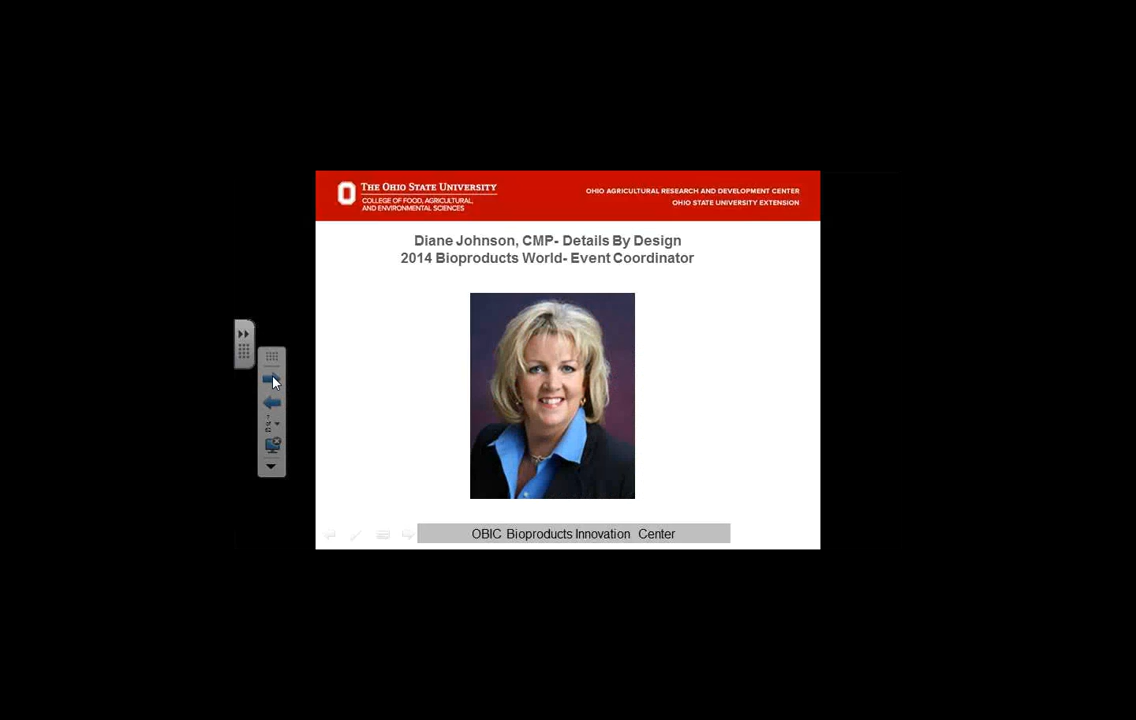 THE OHIO STATE UNIVERSITY
COLLEGE OF FOOD, AGRICULTURAL,
AND ENVIRONMENTAL SCIENCES
OHIO AGRICULTURAL RESEARCH AND DEVELOPMENT CENTER
OHIO STATE UNIVERSITY EXTENSION
Diane Johnson, CMP- Details By Design
2014 Bioproducts World- Event Coordinator
OBIC Bioproducts Innovation Center